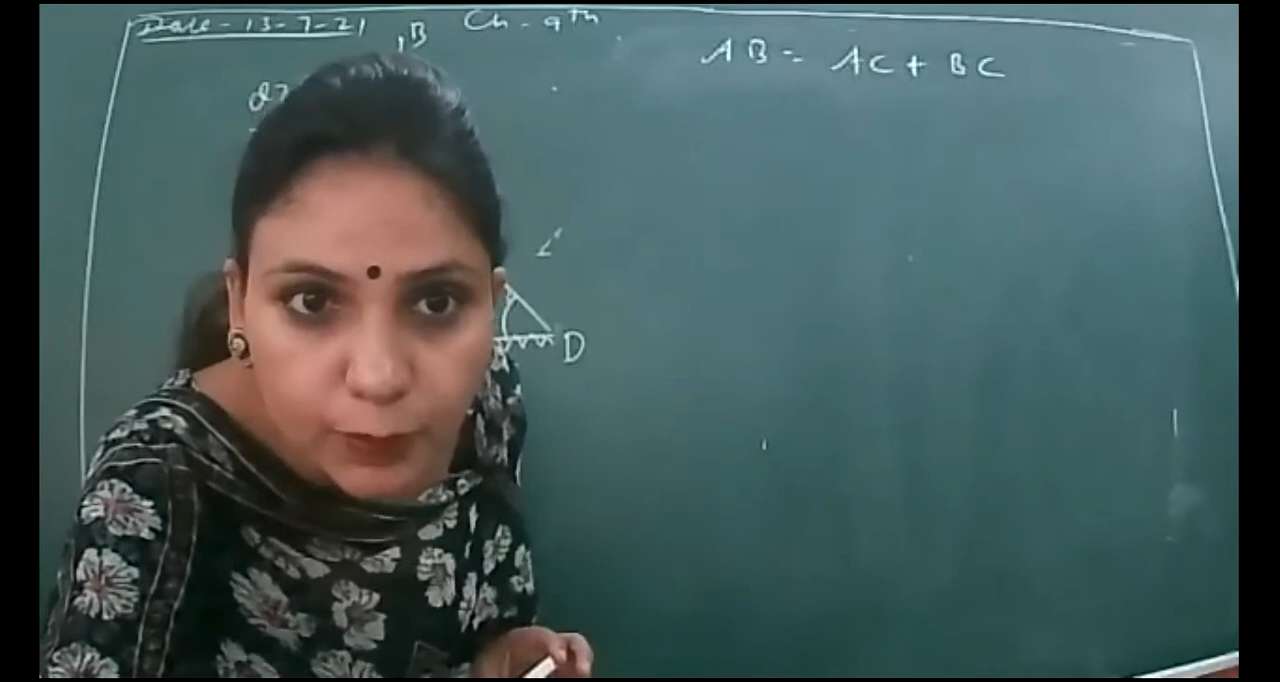 Date - 13-7-21
Ch - 9th
B
AB = AC + BC
D